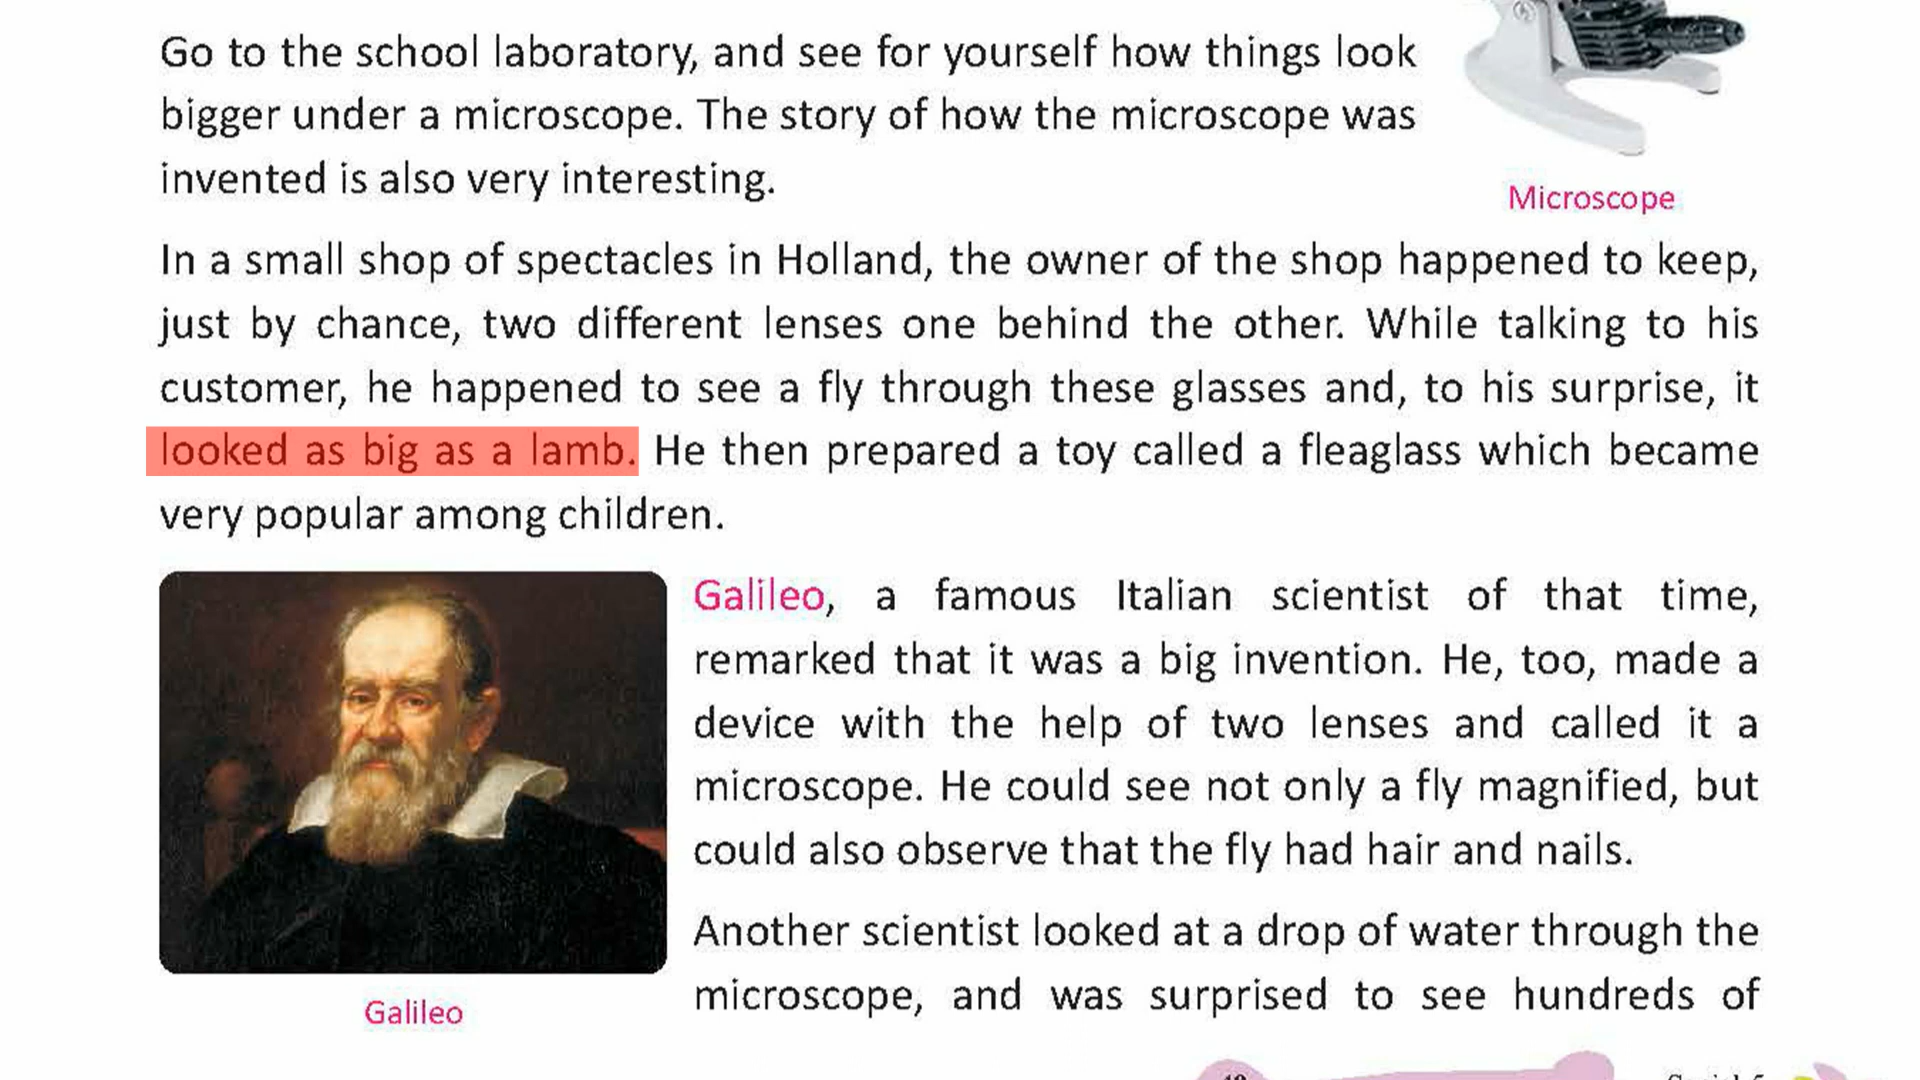 Go to the school laboratory, and see for yourself how things look
bigger under a microscope. The story of how the microscope was
invented is also very interesting.
Microscope
In a small shop of spectacles in Holland, the owner of the shop happened to keep,
just by chance, two different lenses one behind the other. While talking to his
customer, he happened to see a fly through these glasses and, to his surprise, it
looked as big as a lamb. He then prepared a toy called a fleaglass which became
very popular among children.
Galileo, a famous Italian scientist of that time,
remarked that it was a big invention. He, too, made a
device with the help of two lenses and called it a
microscope. He could see not only a fly magnified, but
could also observe that the fly had hair and nails.
Another scientist looked at a drop of water through the
microscope, and was surprised to see hundreds of
Galileo